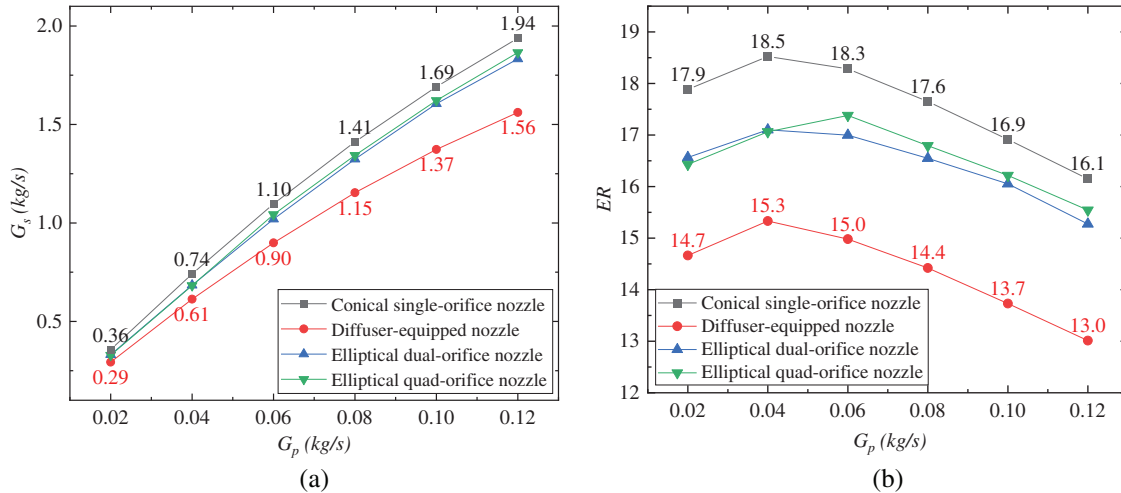 2.0
1.5
1.0
0.5
G_s (kg/s)
0.36
0.74
1.10
1.41
1.69
1.94
0.29
0.61
0.90
1.15
1.37
1.56
Conical single-orifice nozzle
Diffuser-equipped nozzle
Elliptical dual-orifice nozzle
Elliptical quad-orifice nozzle
0.02 0.04 0.06 0.08 0.10 0.12
G_p (kg/s)
(a)
19
18
17
16
15
14
13
12
ER
17.9
18.5
18.3
17.6
16.9
16.1
14.7
15.3
15.0
14.4
13.7
13.0
Conical single-orifice nozzle
Diffuser-equipped nozzle
Elliptical dual-orifice nozzle
Elliptical quad-orifice nozzle
0.02 0.04 0.06 0.08 0.10 0.12
G_p (kg/s)
(b)